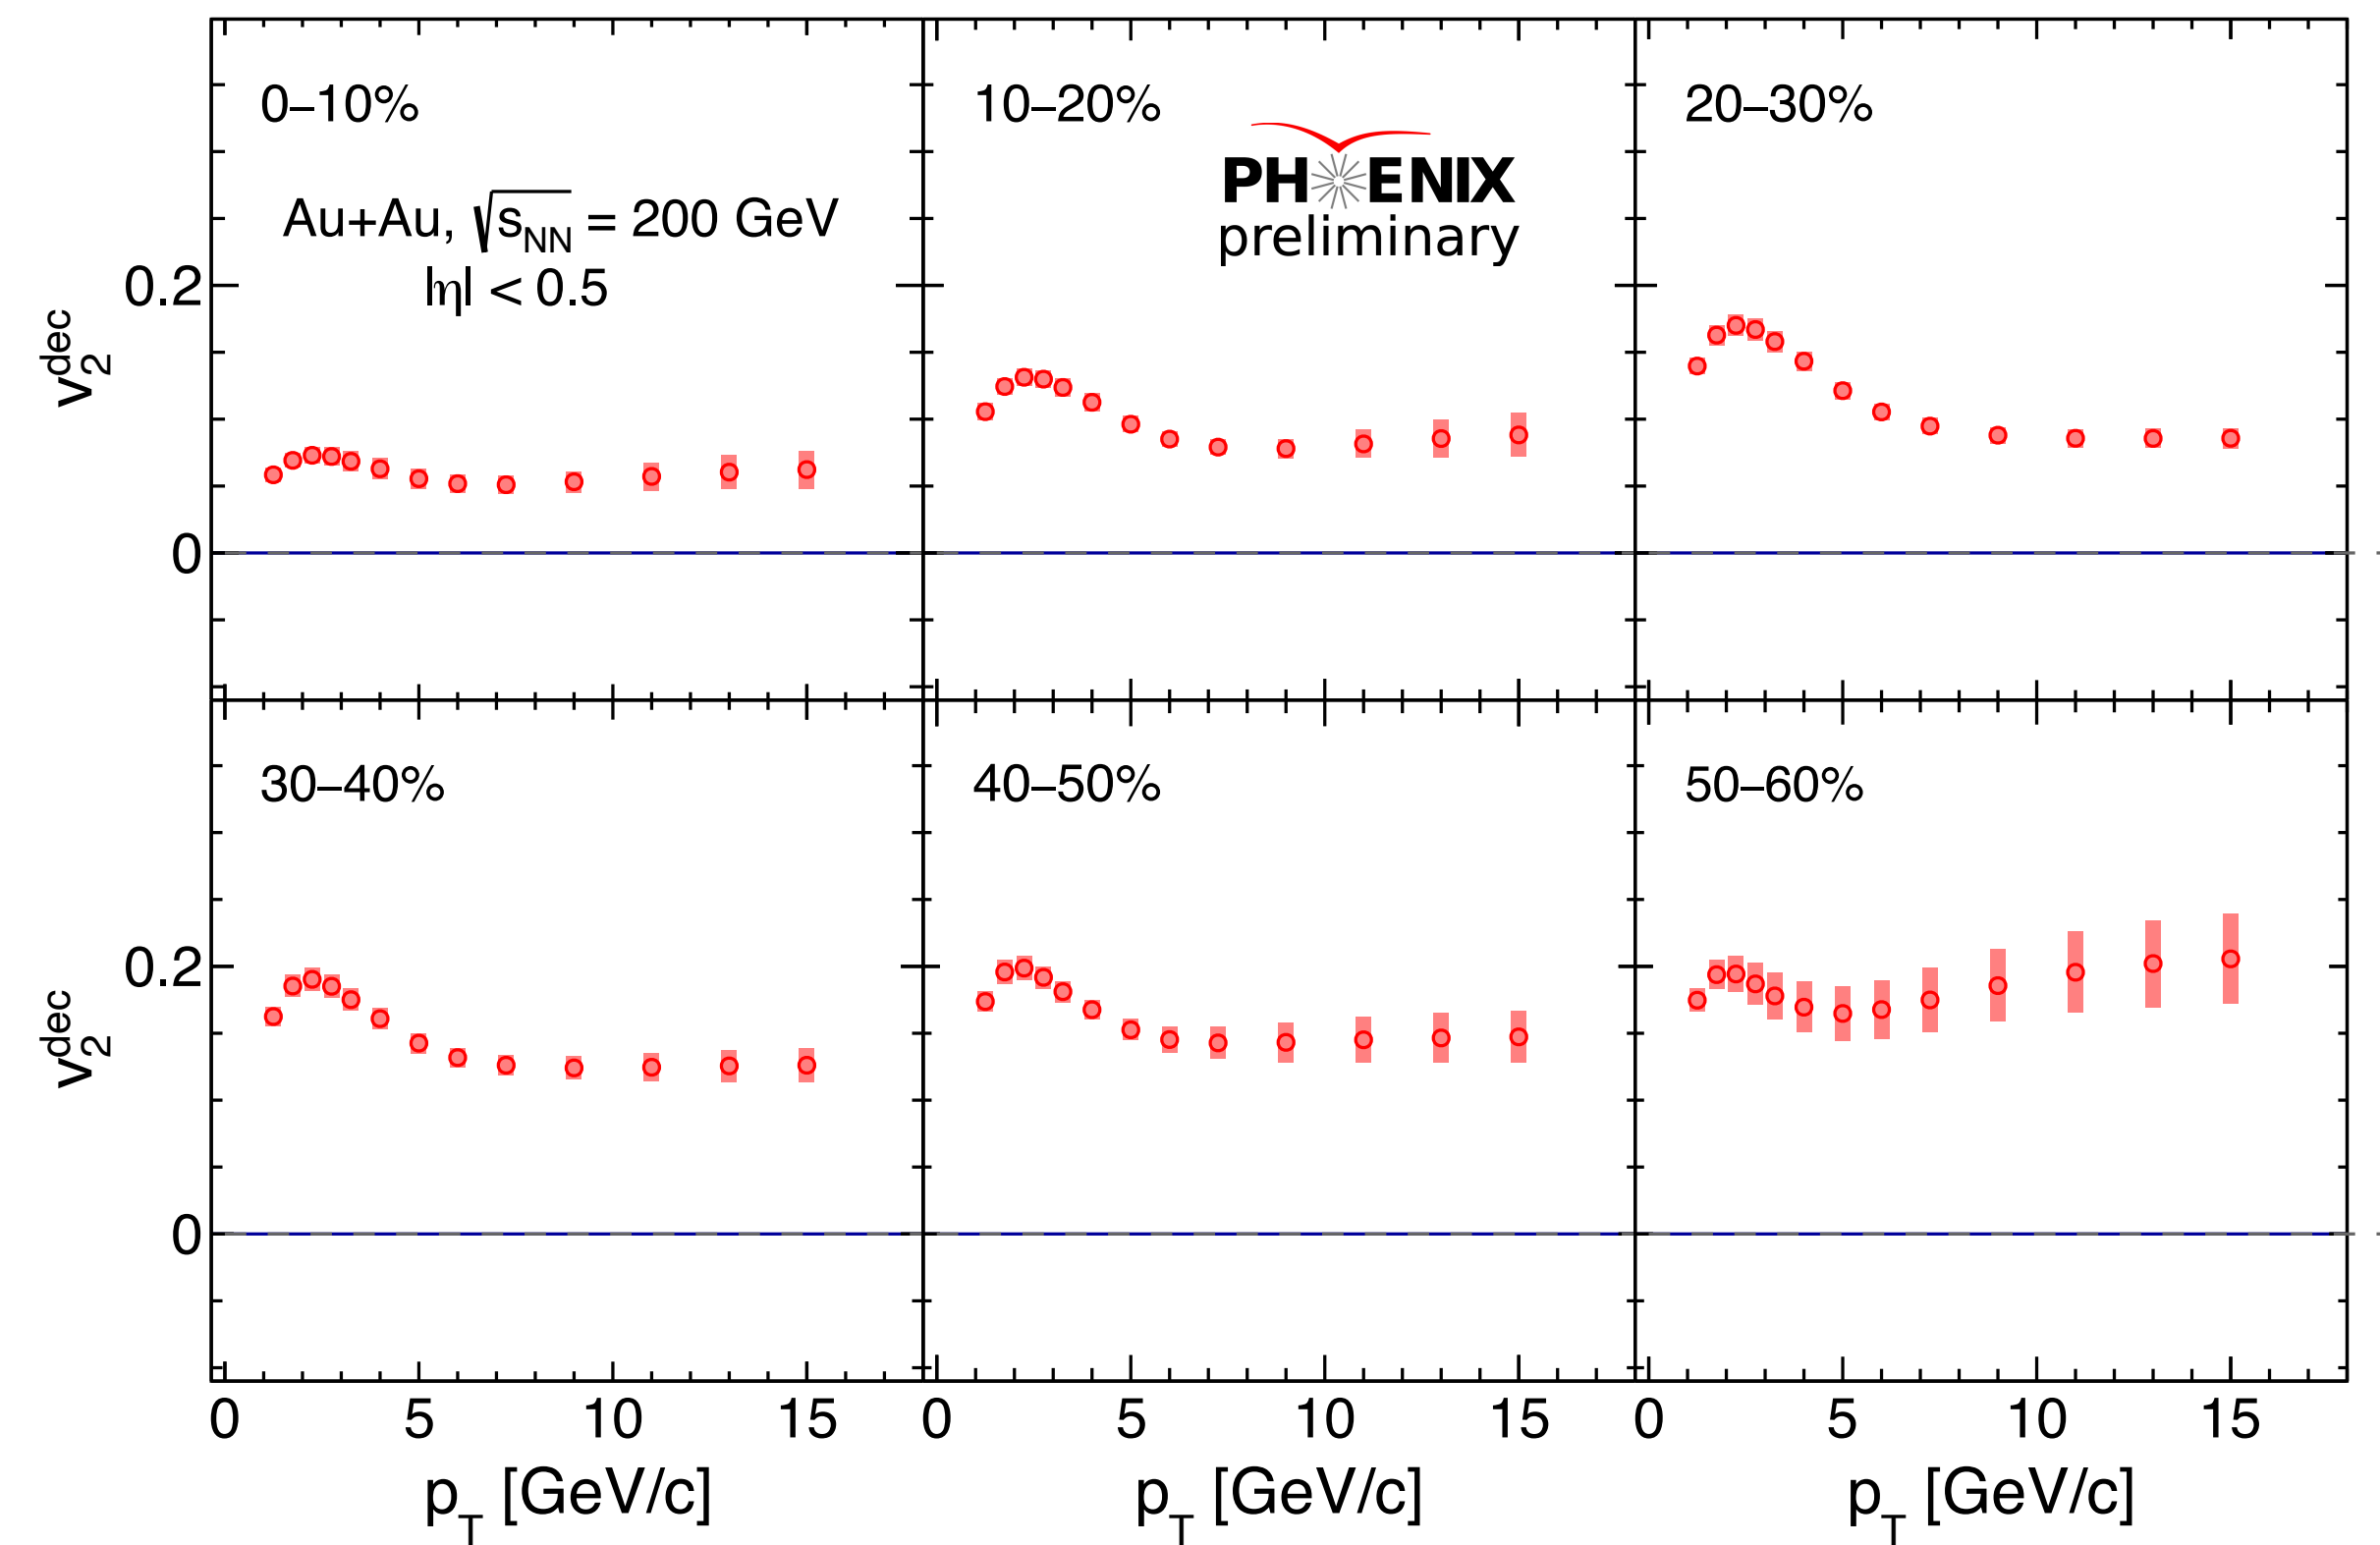 0–10%
Au+Au, √sNN = 200 GeV
|η| < 0.5
10–20%
PHENIX
preliminary
20–30%
0.2
v2dec
0
30–40%
40–50%
50–60%
0.2
v2dec
0
0 5 10 15 0 5 10 15 0 5 10 15
pT [GeV/c] pT [GeV/c] pT [GeV/c]